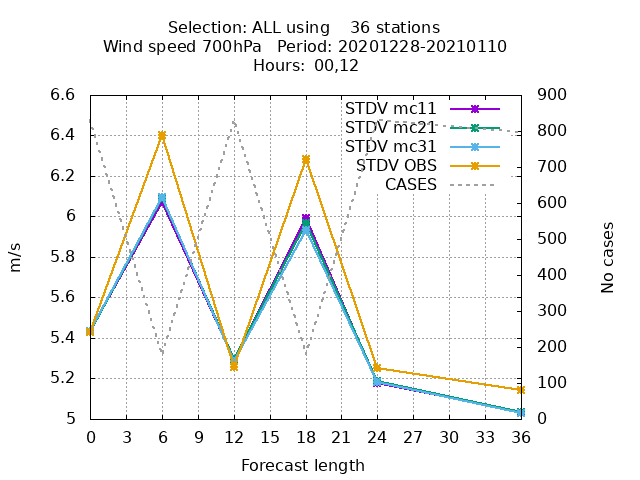 Selection: ALL using    36 stations
Wind speed 700hPa   Period: 20201228-20210110
Hours:  00,12
6.6
6.4
6.2
6
5.8
5.6
5.4
5.2
5
m/s
900
800
700
600
500
400
300
200
100
0
No cases
STDV mc11
STDV mc21
STDV mc31
STDV OBS
CASES
0 3 6 9 12 15 18 21 24 27 30 33 36
Forecast length